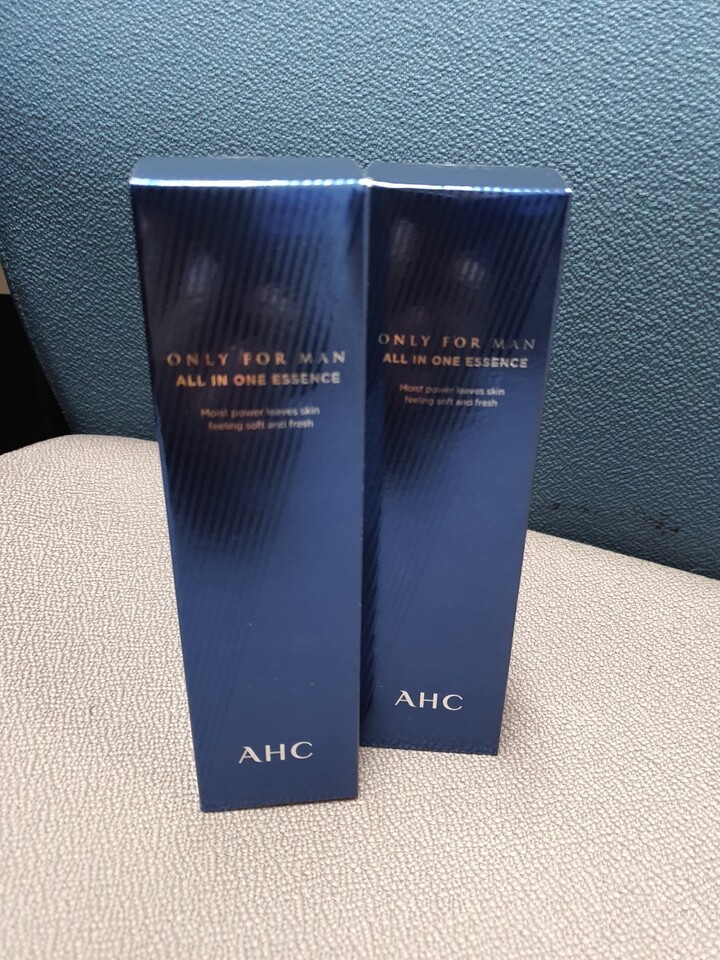 ONLY FOR MAN
ALL IN ONE ESSENCE
Moist power leaves skin
feeling soft and fresh
AHC
ONLY FOR MAN
ALL IN ONE ESSENCE
Moist power leaves skin
feeling soft and fresh
AHC